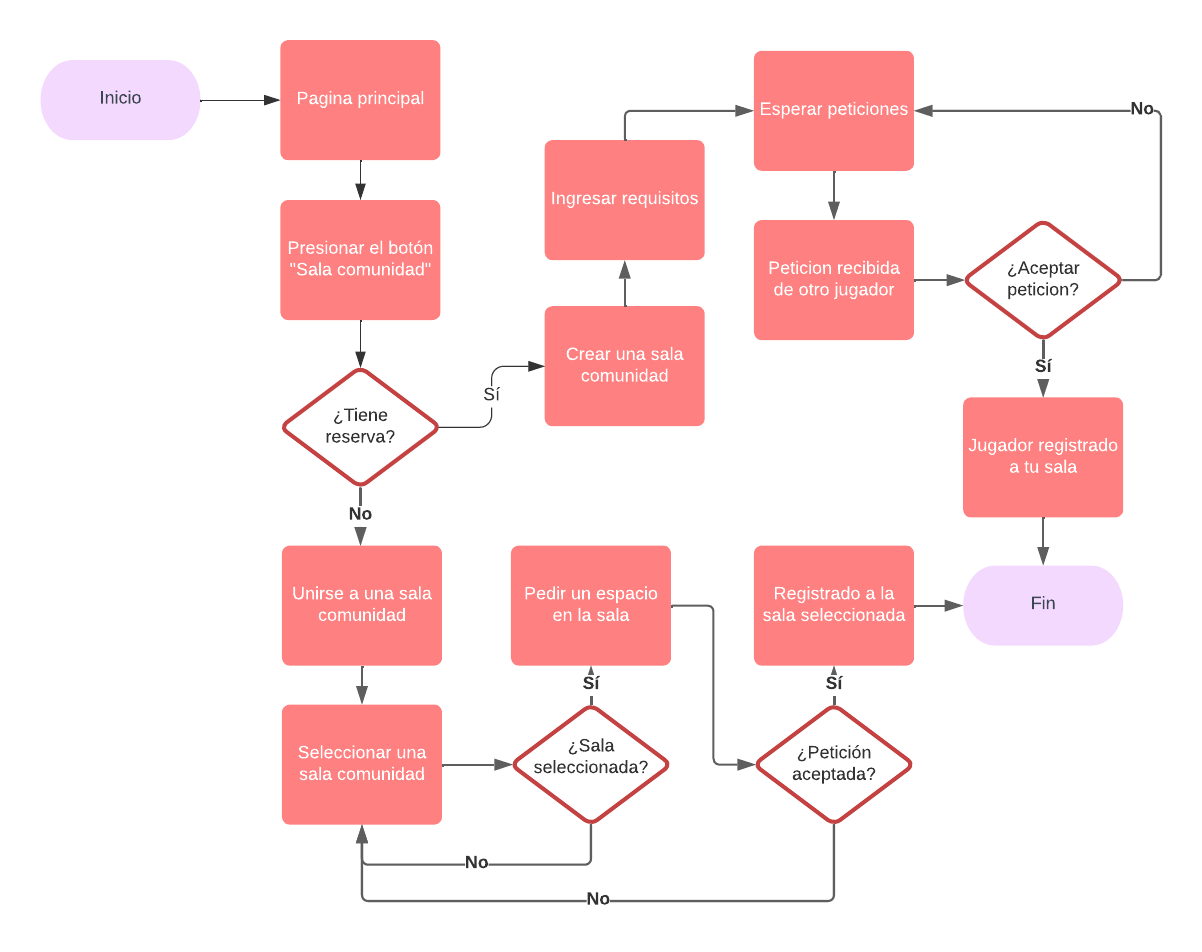 Inicio
Pagina principal
Presionar el botón
"Sala comunidad"
¿Tiene
reserva?
Sí
Crear una sala
comunidad
Ingresar requisitos
Esperar peticiones
Peticion recibida
de otro jugador
¿Aceptar
peticion?
No
Sí
Jugador registrado
a tu sala
Fin
No
Unirse a una sala
comunidad
Seleccionar una
sala comunidad
¿Sala
seleccionada?
No
Sí
Pedir un espacio
en la sala
¿Petición
aceptada?
No
Sí
Registrado a la
sala seleccionada